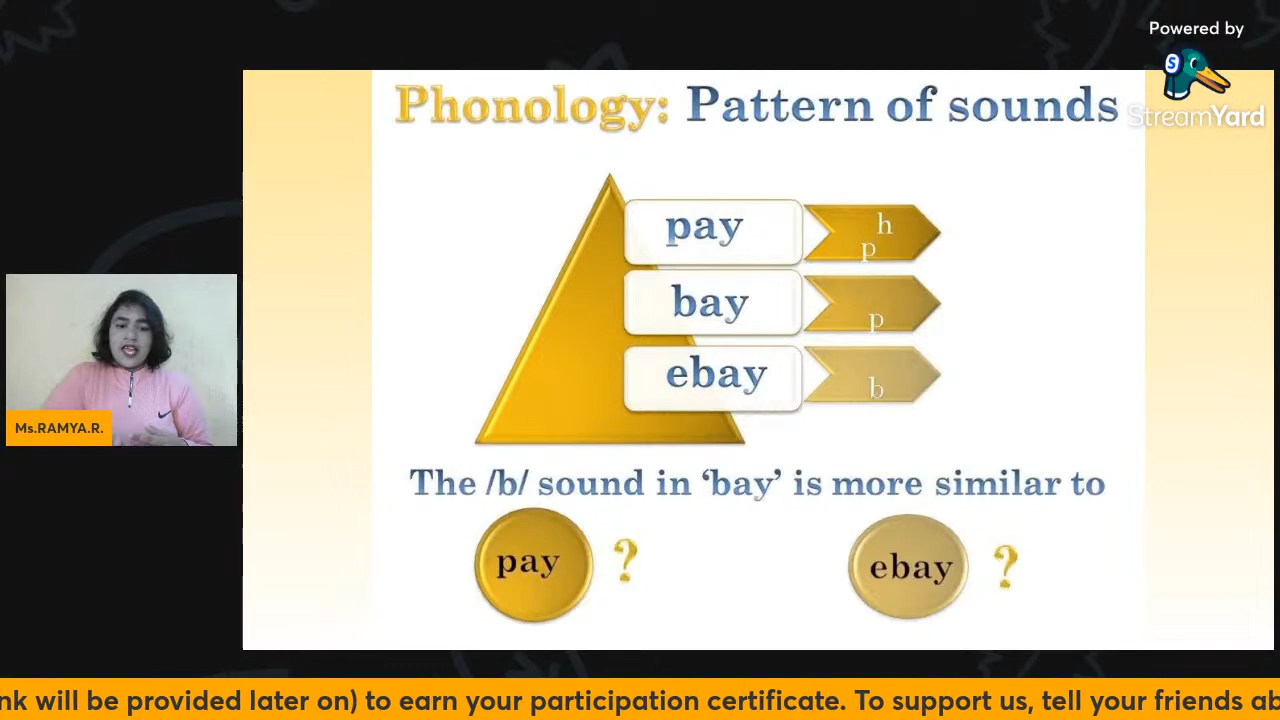 Powered by
S
StreamYard
Phonology: Pattern of sounds
pay
h
p
bay
p
ebay
b
The /b/ sound in ‘bay’ is more similar to
pay ?
ebay ?
Ms.RAMYA.R.
nk will be provided later on) to earn your participation certificate. To support us, tell your friends ab